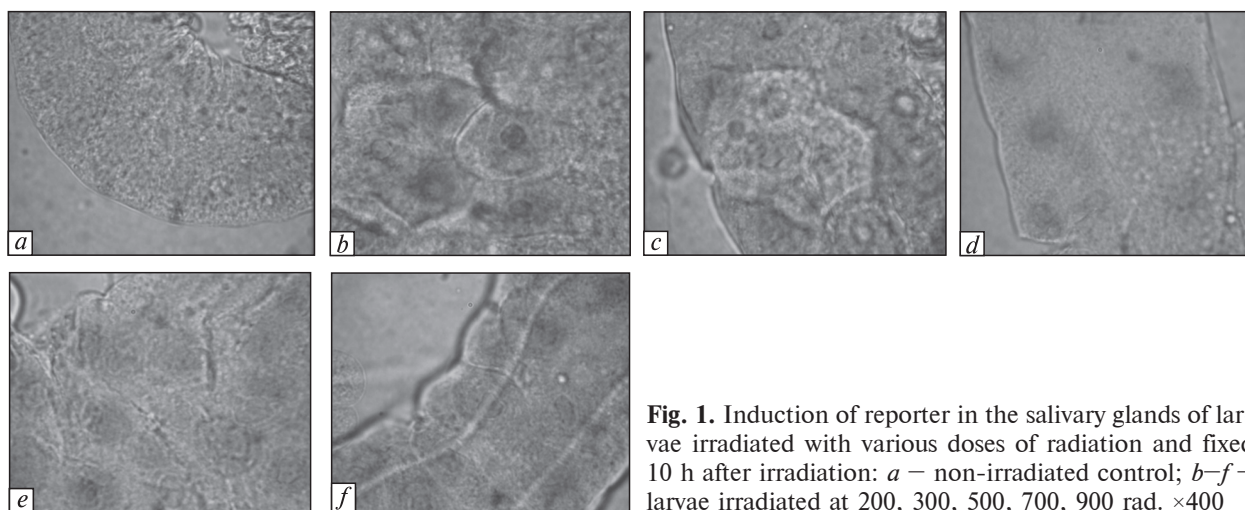 a
b
c
d
e
f
Fig. 1. Induction of reporter in the salivary glands of lar-
vae irradiated with various doses of radiation and fixed
10 h after irradiation: a — non-irradiated control; b–f —
larvae irradiated at 200, 300, 500, 700, 900 rad. ×400